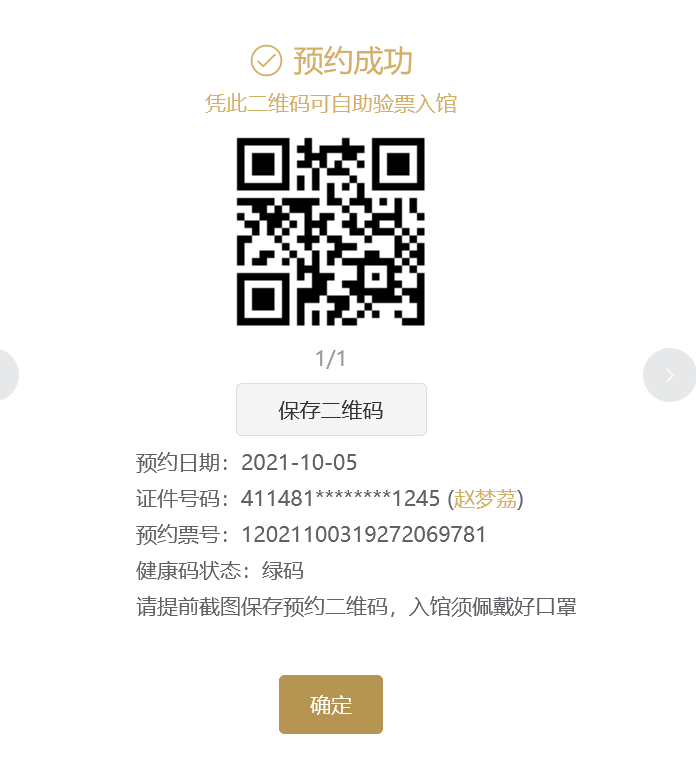 预约成功
凭此二维码可自助验票入馆
1/1
保存二维码
预约日期：2021-10-05
证件号码：411481********1245 (赵梦荔)
预约票号：12021100319272069781
健康码状态：绿码
请提前截图保存预约二维码，入馆须佩戴好口罩
确定